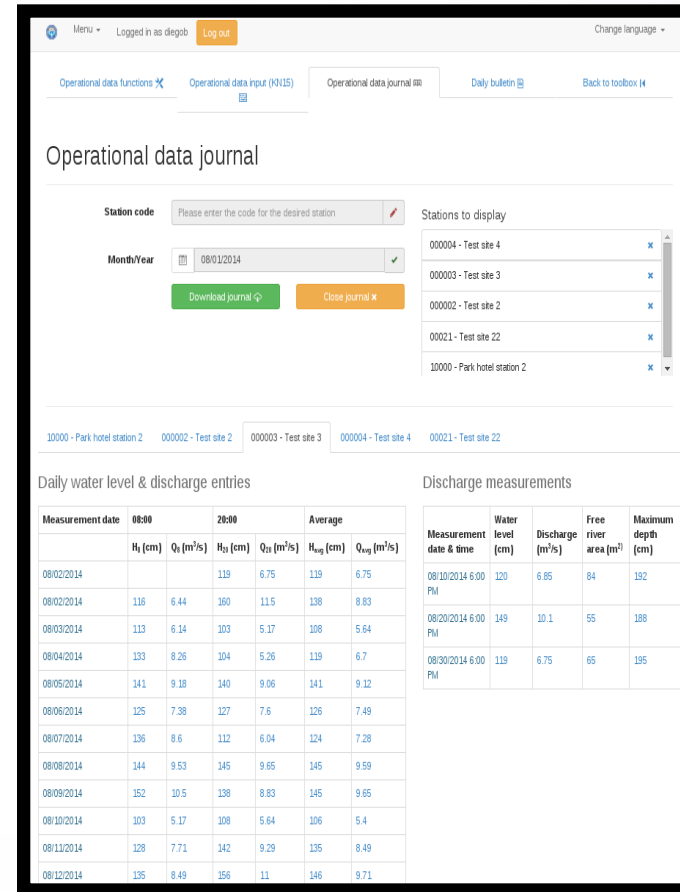 Menu Logged in as diegob Log out Change language
Operational data functions Operational data input (KN15) Operational data journal Daily bulletin Back to toolbox
Operational data journal
Station code Please enter the code for the desired station
Month/Year 08/01/2014
Download journal Close journal
Stations to display
000004 - Test site 4
000003 - Test site 3
000002 - Test site 2
00021 - Test site 22
10000 - Park hotel station 2
10000 - Park hotel station 2 000002 - Test site 2 000003 - Test site 3 000004 - Test site 4 00021 - Test site 22
Daily water level & discharge entries
Measurement date 08:00 20:00 Average
H8 (cm) Q8 (m³/s) H20 (cm) Q20 (m³/s) Havg (cm) Qavg (m³/s)
08/02/2014 119 6.75 119 6.75
08/02/2014 116 6.44 160 11.5 138 8.83
08/03/2014 113 6.14 103 5.17 108 5.64
08/04/2014 133 8.26 104 5.26 119 6.7
08/05/2014 141 9.18 140 9.06 141 9.12
08/06/2014 125 7.38 127 7.6 126 7.49
08/07/2014 136 8.6 112 6.04 124 7.28
08/08/2014 144 9.53 145 9.65 145 9.59
08/09/2014 152 10.5 138 8.83 145 9.65
08/10/2014 103 5.17 108 5.64 106 5.4
08/11/2014 128 7.71 142 9.29 135 8.49
08/12/2014 135 8.49 156 11 146 9.71
Discharge measurements
Measurement date & time Water level (cm) Discharge (m³/s) Free river area (m²) Maximum depth (cm)
08/10/2014 6:00 PM 120 6.85 84 192
08/20/2014 6:00 PM 149 10.1 55 188
08/30/2014 6:00 PM 119 6.75 65 195